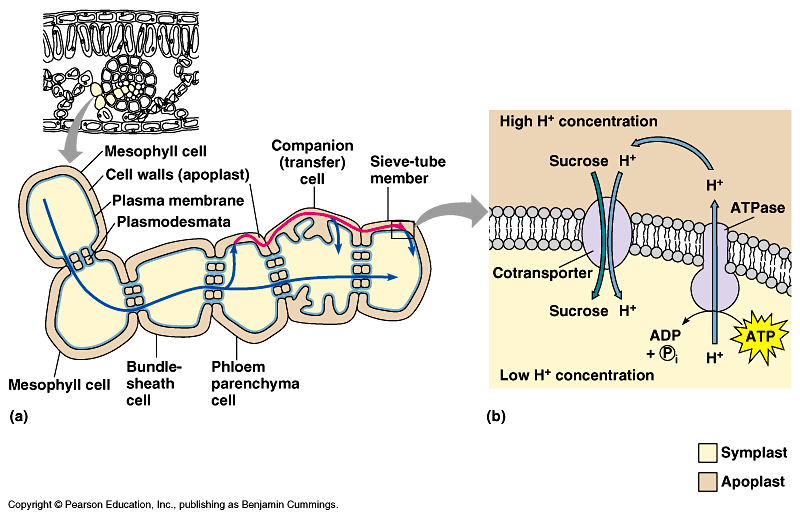 Mesophyll cell
Cell walls (apoplast)
Plasma membrane
Plasmodesmata
Companion
(transfer)
cell
Sieve-tube
member
Mesophyll cell
Bundle-
sheath
cell
Phloem
parenchyma
cell
(a)
High H+ concentration
Sucrose H+
H+
ATPase
Cotransporter
Sucrose H+
ADP
+ Pi
H+
ATP
Low H+ concentration
(b)
Symplast
Apoplast
Copyright © Pearson Education, Inc., publishing as Benjamin Cummings.